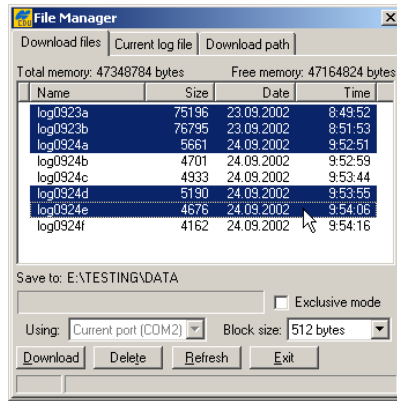 CDU File Manager
Download files Current log file Download path
Total memory: 47348784 bytes Free memory: 47164824 bytes
Name Size Date Time
log0923a 75196 23.09.2002 8:49:52
log0923b 76795 23.09.2002 8:51:53
log0924a 5661 24.09.2002 9:52:51
log0924b 4701 24.09.2002 9:52:59
log0924c 4933 24.09.2002 9:53:44
log0924d 5190 24.09.2002 9:53:55
log0924e 4676 24.09.2002 9:54:06
log0924f 4162 24.09.2002 9:54:16
Save to: E:\TESTING\DATA
Exclusive mode
Using: Current port (COM2) Block size: 512 bytes
Download Delete Refresh Exit